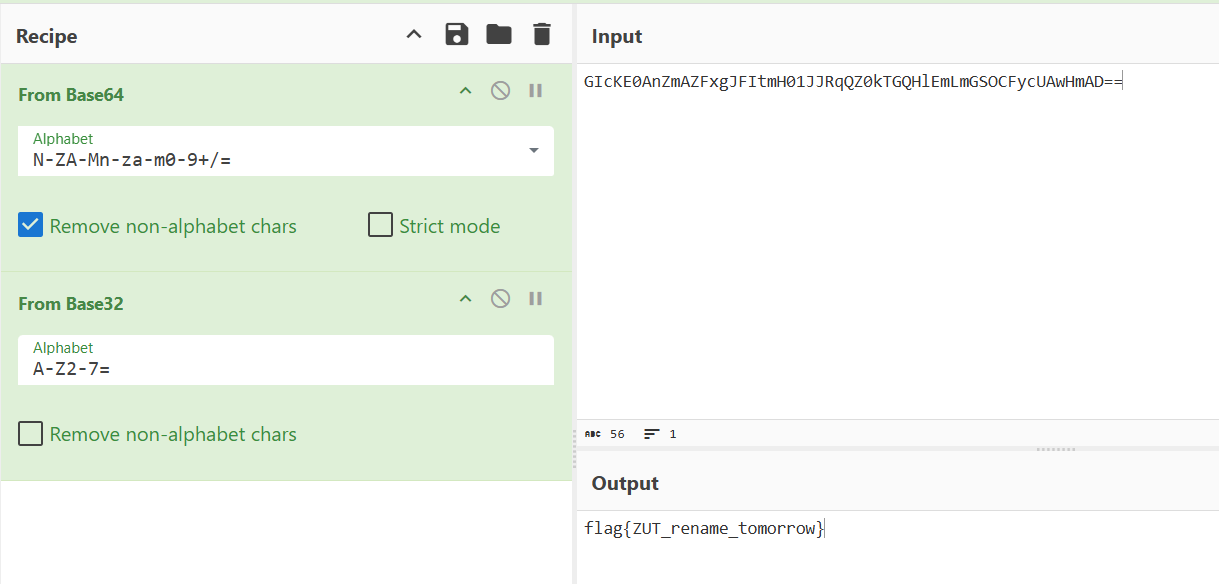 Recipe
From Base64
Alphabet
N-ZA-Mn-za-m0-9+/=
Remove non-alphabet chars
Strict mode
From Base32
Alphabet
A-Z2-7=
Remove non-alphabet chars
Input
GIcKE0AnZmAZFxgJFItmH01JJRqQZ0kTGQHlEmLmGSOCFycUAwHmAD==
ABC 56 1
Output
flag{ZUT_rename_tomorrow}